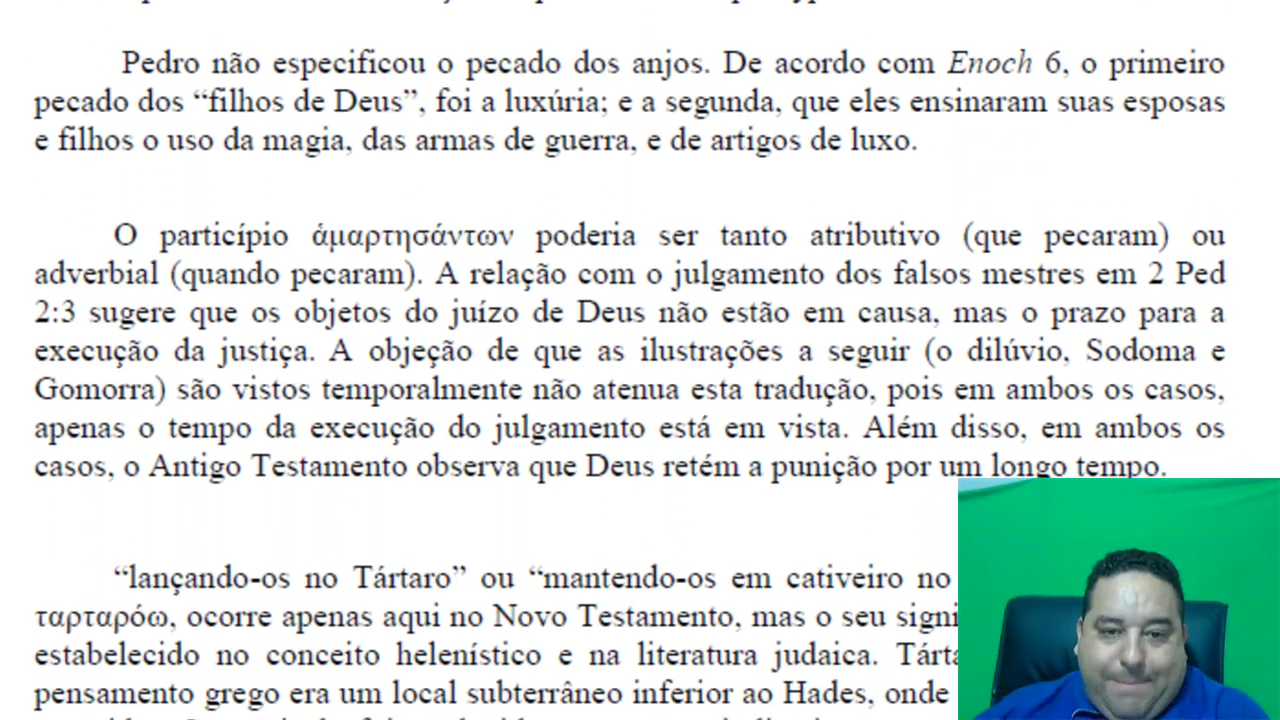 Pedro não especificou o pecado dos anjos. De acordo com Enoch 6, o primeiro
pecado dos “filhos de Deus”, foi a luxúria; e a segunda, que eles ensinaram suas esposas
e filhos o uso da magia, das armas de guerra, e de artigos de luxo.
O particípio ἁμαρτησάντων poderia ser tanto atributivo (que pecaram) ou
adverbial (quando pecaram). A relação com o julgamento dos falsos mestres em 2 Ped
2:3 sugere que os objetos do juízo de Deus não estão em causa, mas o prazo para a
execução da justiça. A objeção de que as ilustrações a seguir (o dilúvio, Sodoma e
Gomorra) são vistos temporalmente não atenua esta tradução, pois em ambos os casos,
apenas o tempo da execução do julgamento está em vista. Além disso, em ambos os
casos, o Antigo Testamento observa que Deus retém a punição por um longo tempo.
“lançando-os no Tártaro” ou “mantendo-os em cativeiro no
ταρταρόω, ocorre apenas aqui no Novo Testamento, mas o seu
estabelecido no conceito helenístico e na literatura judaica.
pensamento grego era um local subterrâneo inferior ao Hades, onde